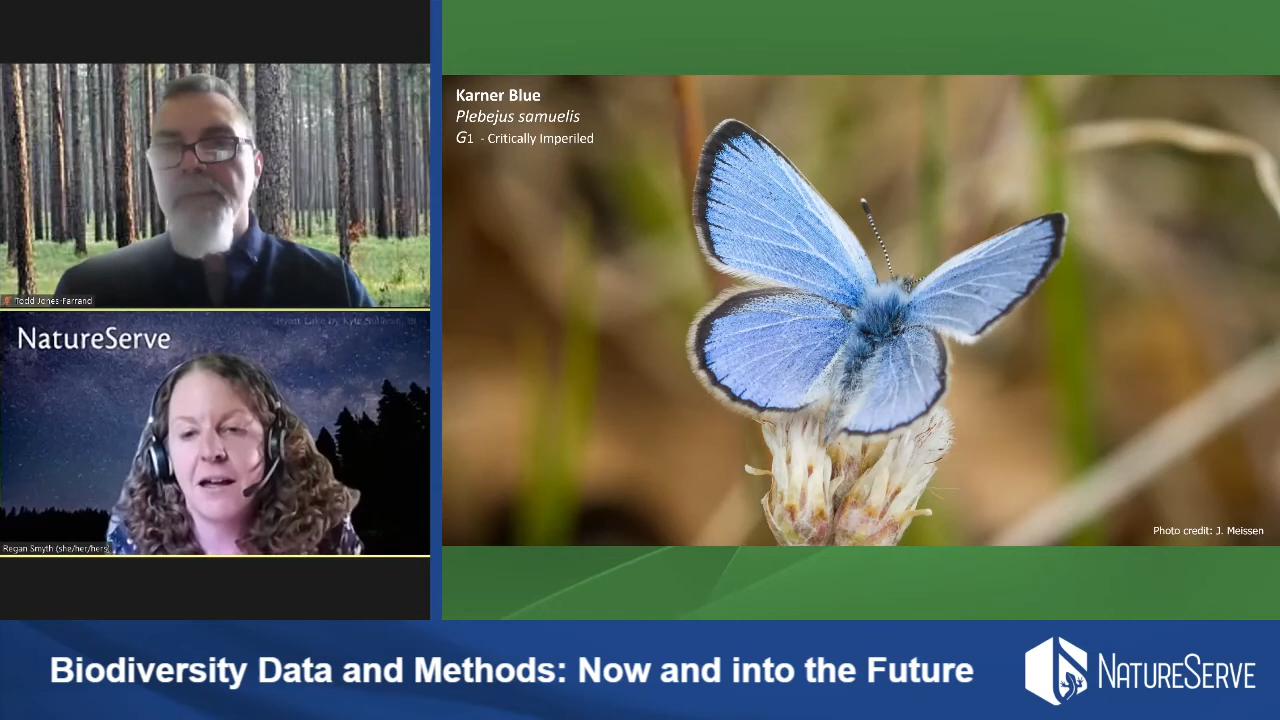 Todd Jones-Farrand
NatureServe
Regan Smyth (she/her/hers)
Karner Blue
Plebejus samuelis
G1 - Critically Imperiled
Photo credit: J. Meissen
Biodiversity Data and Methods: Now and into the Future
NATURESERVE